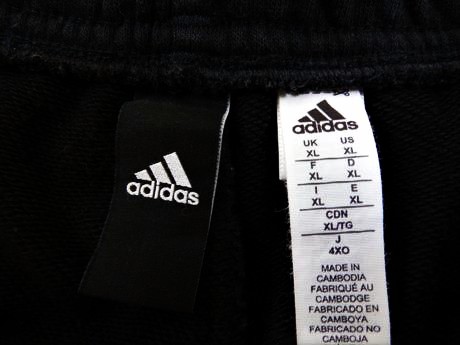 adidas
adidas
UK US
XL XL
F D
XL XL
I E
XL XL
CDN
XL/TG
J
4XO
MADE IN
CAMBODIA
FABRIQUÉ AU
CAMBODGE
FABRICADO EN
CAMBOYA
FABRICADO NO
CAMBOJA